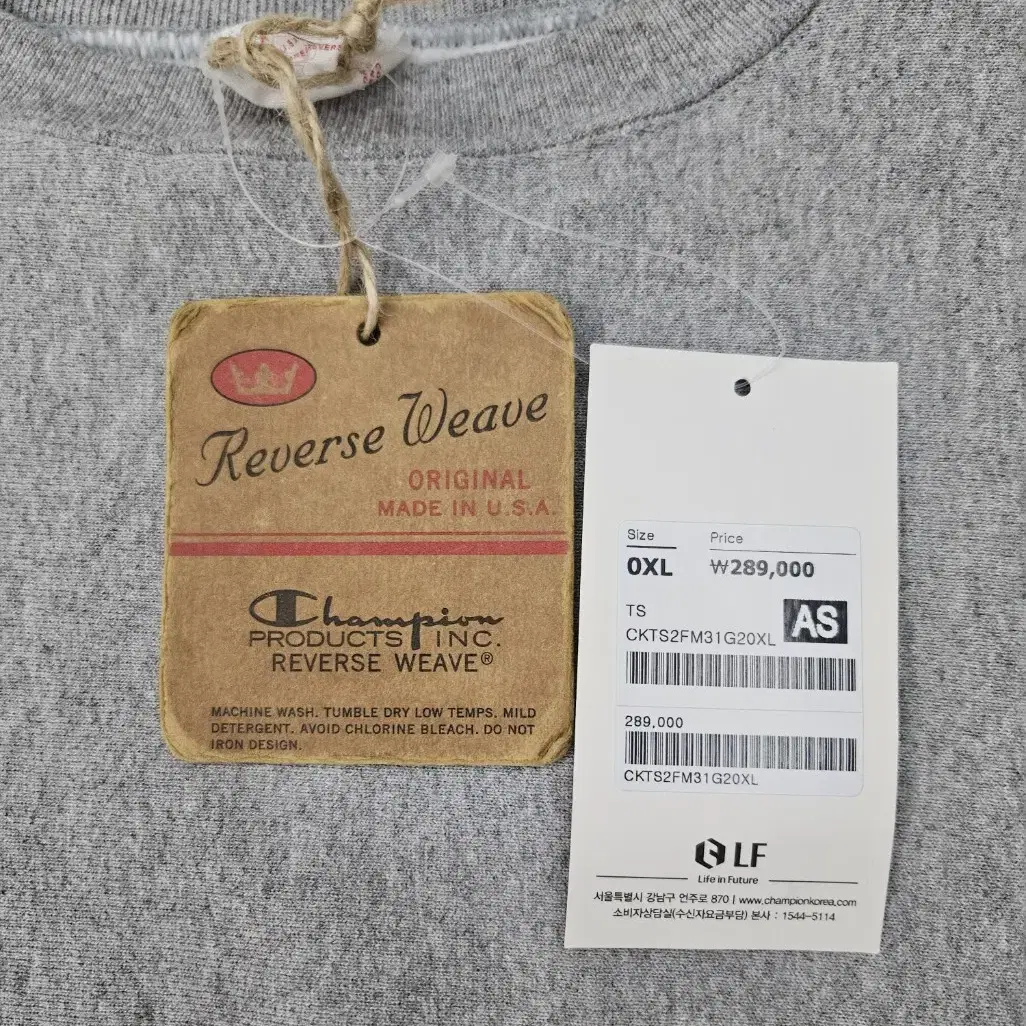 Reverse Weave
ORIGINAL
MADE IN U.S.A.
Champion
PRODUCTS INC.
REVERSE WEAVE®
MACHINE WASH. TUMBLE DRY LOW TEMPS. MILD
DETERGENT. AVOID CHLORINE BLEACH. DO NOT
IRON DESIGN.
Size Price
0XL ₩289,000
TS AS
CKTS2FM31G20XL
289,000
CKTS2FM31G20XL
LF
Life in Future
서울특별시 강남구 언주로 870 | www.championkorea.com
소비자상담실(수신자요금부담) 본사 : 1544-5114